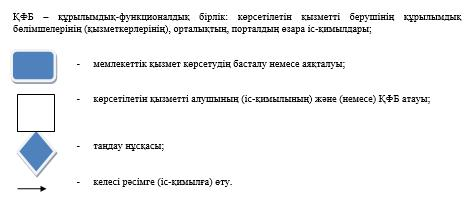 ҚФБ – құрылымдық-функционалдық бірлік: көрсетілетін қызметті берушінің құрылымдық
бөлімшелерінің (қызметкерлерінің), орталықтың, порталдың өзара іс-қимылдары;
- мемлекеттік қызмет көрсетудің басталу немесе аяқталуы;
- көрсетілетін қызметті алушының (іс-қимылының) және (немесе) ҚФБ атауы;
- таңдау нұсқасы;
- келесі рәсімге (іс-қимылға) өту.